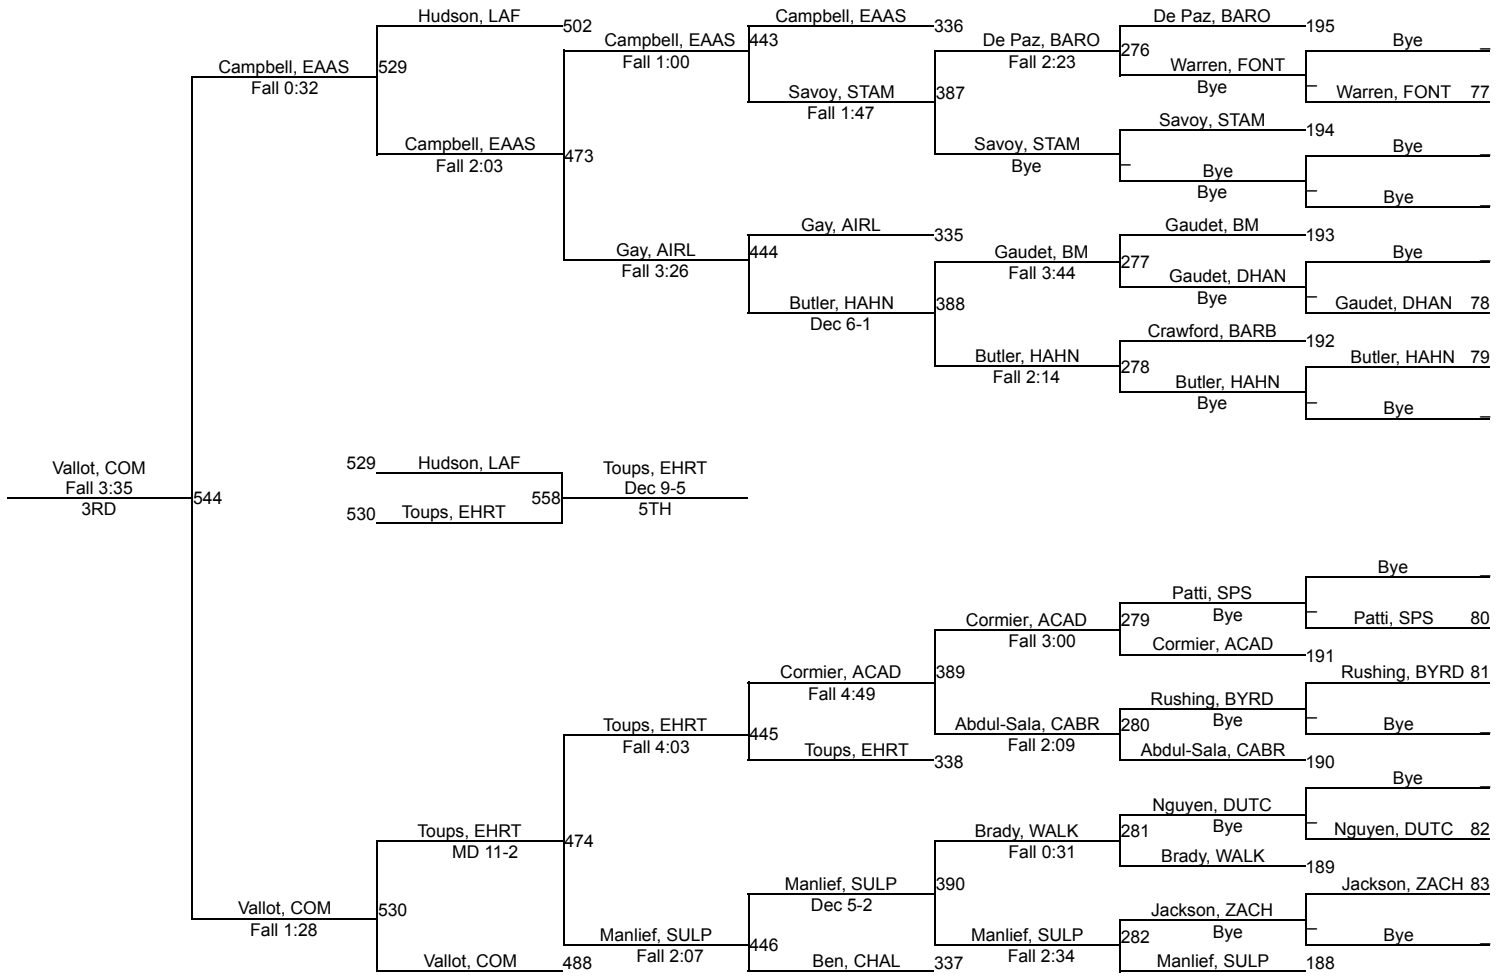 Hudson, LAF
502
Campbell, EAAS
336
De Paz, BARO
195
Campbell, EAAS
443
De Paz, BARO
276
Bye
Fall 1:00
Fall 2:23
Campbell, EAAS
529
Warren, FONT
Fall 0:32
Savoy, STAM
387
Bye
Warren, FONT 77
Fall 1:47
Savoy, STAM
194
Campbell, EAAS
473
Savoy, STAM
Bye
Fall 2:03
Bye
Bye
Bye
Bye
Gay, AIRL
335
Gaudet, BM
193
Gay, AIRL
444
Gaudet, BM
277
Bye
Fall 3:26
Fall 3:44
Gaudet, DHAN
Butler, HAHN
388
Bye
Gaudet, DHAN 78
Dec 6-1
Crawford, BARB
192
Butler, HAHN
278
Butler, HAHN 79
Fall 2:14
Butler, HAHN
Bye
Bye
529
Hudson, LAF
Vallot, COM
Toups, EHRT
Fall 3:35
Dec 9-5
3RD
544
558
5TH
530
Toups, EHRT
Bye
Patti, SPS
Cormier, ACAD
279
Bye
Patti, SPS 80
Fall 3:00
Cormier, ACAD
191
Cormier, ACAD
389
Rushing, BYRD 81
Fall 4:49
Rushing, BYRD
Toups, EHRT
445
Abdul-Sala, CABR
280
Bye
Bye
Fall 4:03
Fall 2:09
Toups, EHRT
338
Abdul-Sala, CABR
190
Bye
Nguyen, DUTC
Toups, EHRT
474
Brady, WALK
281
Bye
Nguyen, DUTC 82
MD 11-2
Fall 0:31
Brady, WALK
189
Manlief, SULP
390
Jackson, ZACH 83
Dec 5-2
Vallot, COM
530
Jackson, ZACH
Fall 1:28
Manlief, SULP
446
Manlief, SULP
282
Bye
Bye
Fall 2:07
Fall 2:34
Vallot, COM
488
Ben, CHAL
337
Manlief, SULP
188